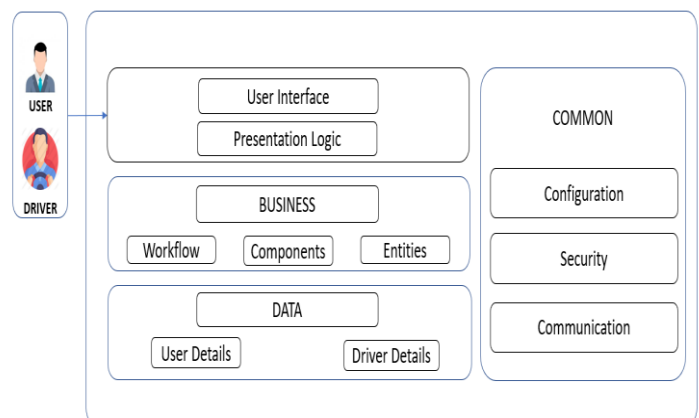 USER
DRIVER
User Interface
Presentation Logic
BUSINESS
Workflow
Components
Entities
DATA
User Details
Driver Details
COMMON
Configuration
Security
Communication